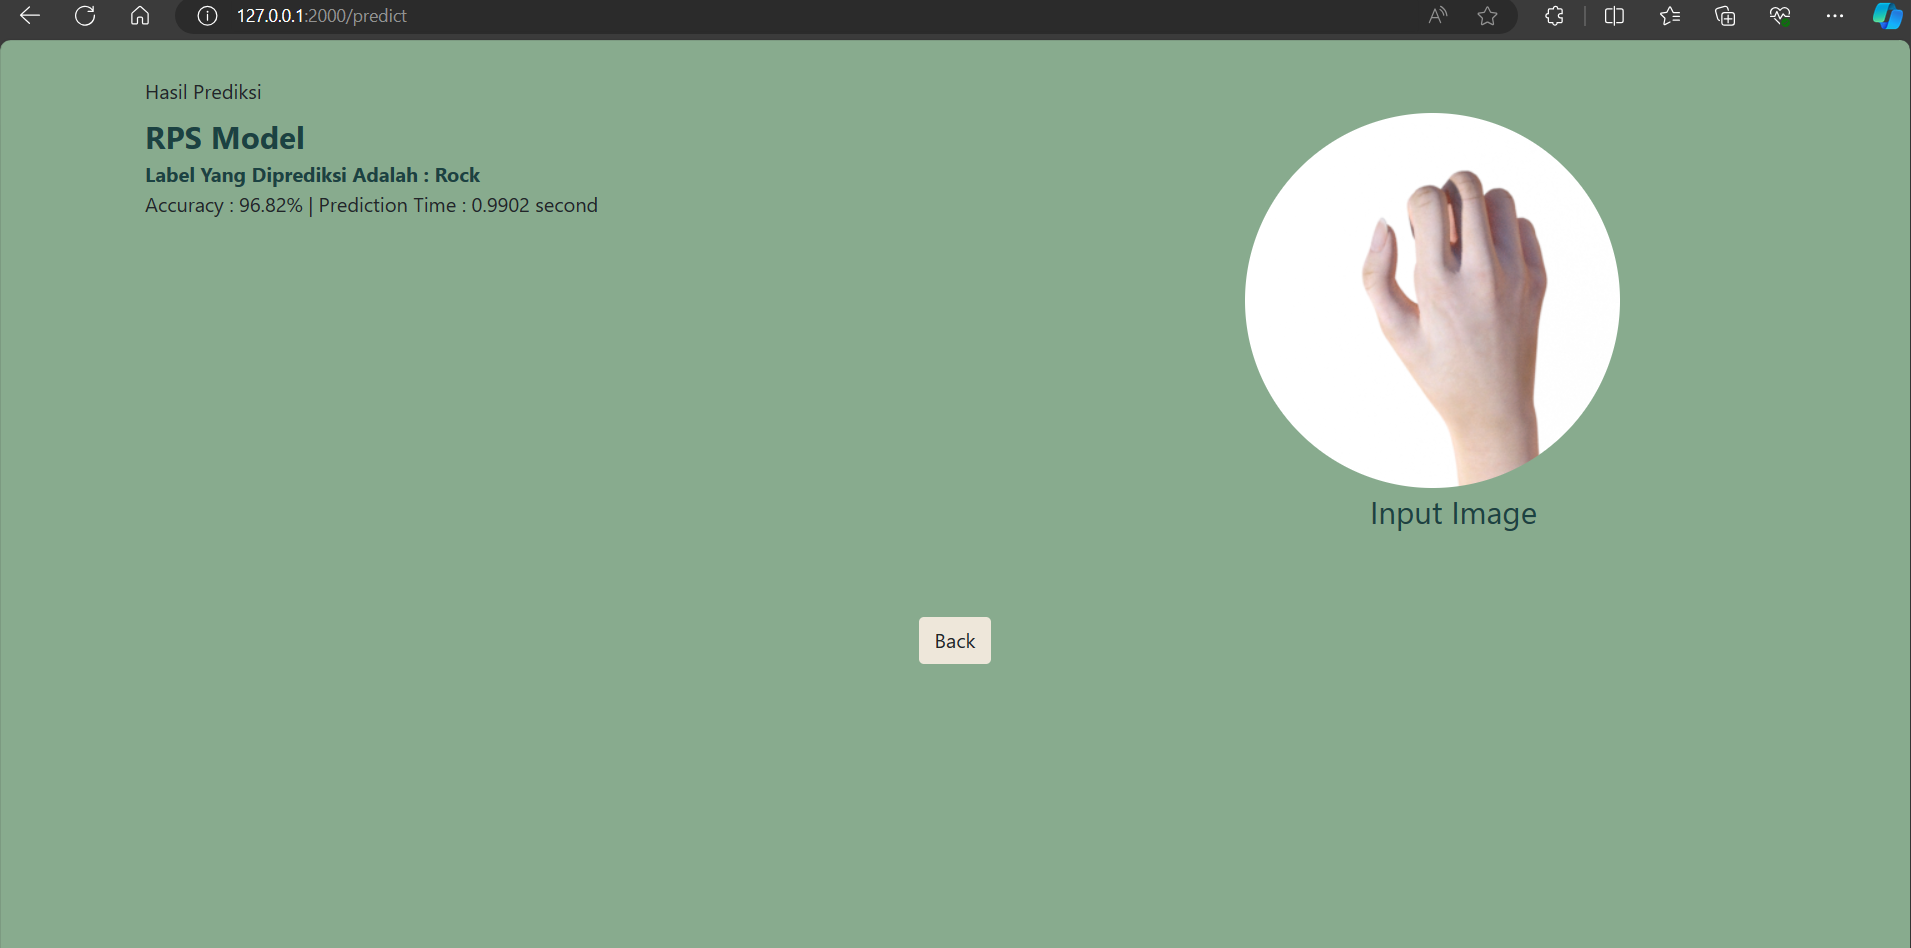 127.0.0.1:2000/predict
Hasil Prediksi
RPS Model
Label Yang Diprediksi Adalah : Rock
Accuracy : 96.82% | Prediction Time : 0.9902 second
Input Image
Back